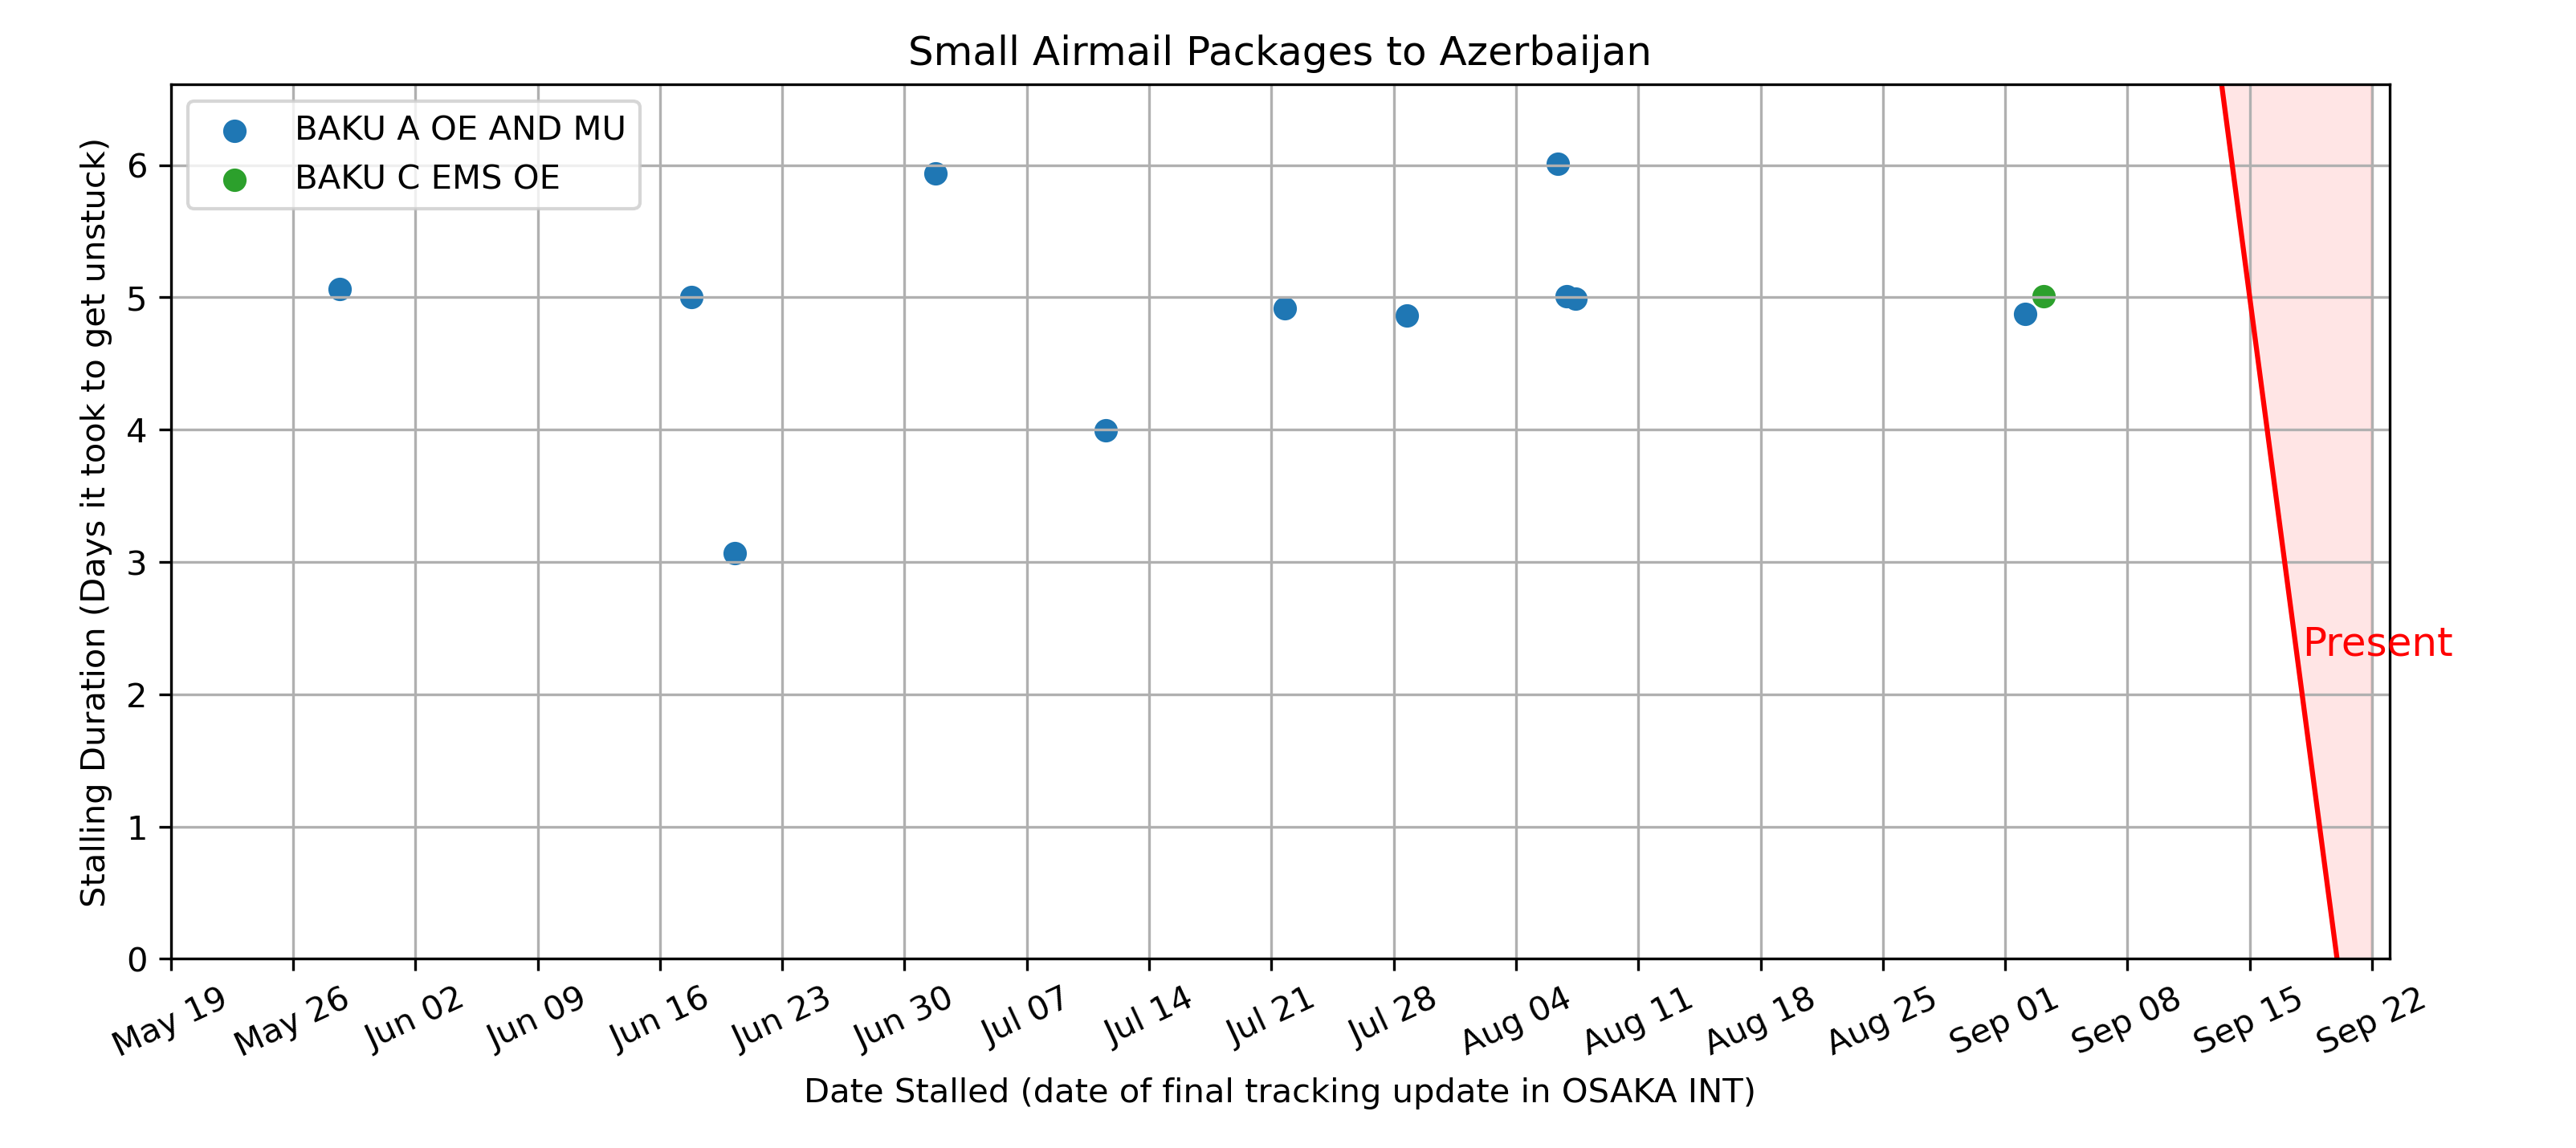 Small Airmail Packages to Azerbaijan
BAKU A OE AND MU
BAKU C EMS OE
Stalling Duration (Days it took to get unstuck)
6
5
4
3
2
1
0
Present
May 19
May 26
Jun 02
Jun 09
Jun 16
Jun 23
Jun 30
Jul 07
Jul 14
Jul 21
Jul 28
Aug 04
Aug 11
Aug 18
Aug 25
Sep 01
Sep 08
Sep 15
Sep 22
Date Stalled (date of final tracking update in OSAKA INT)